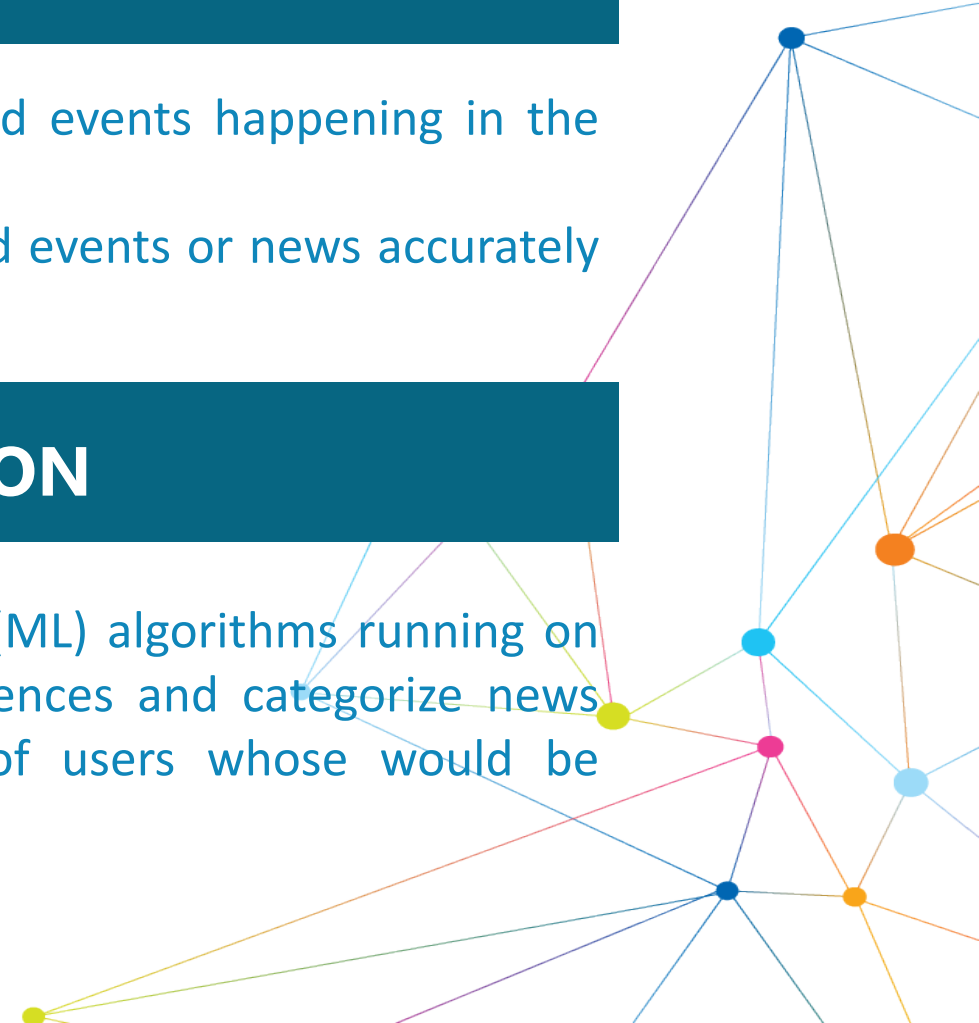 d events happening in the
d events or news accurately
ON
(ML) algorithms running on
ences and categorize news
of users whose would be